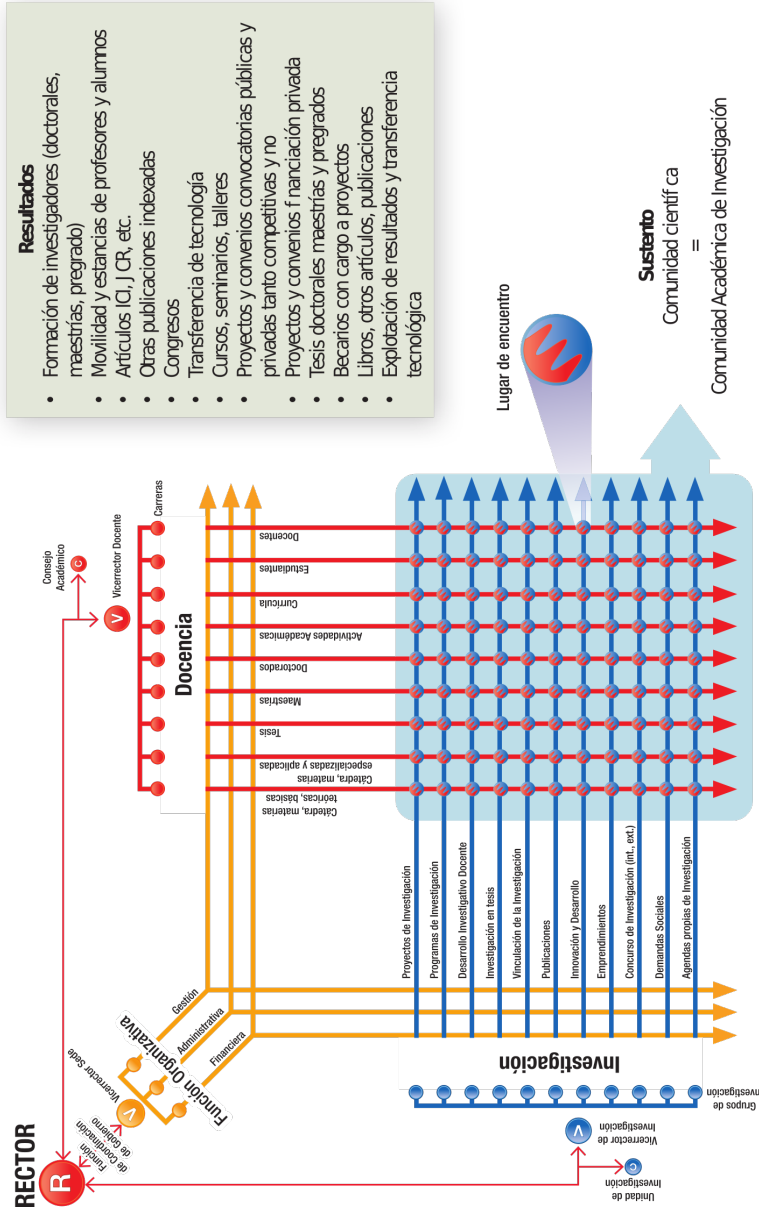 RECTOR
R
Función
de Coordinación
de Gobierno
V
Vicerrector Sede
Función Organizativa
Gestión
Administrativa
Financiera
Consejo
Académico
C
V
Vicerrector Docente
Carreras
Docencia
Cátedra, materias
teóricas, básicas
Cátedra, materias
especializadas y aplicadas
Tesis
Maestrías
Doctorado
Actividades Académicas
Currícula
Estudiantes
Docentes
Unidad de
Investigación
C
V
Vicerrector de
Investigación
Grupos de
Investigación
Investigación
Proyectos de Investigación
Programas de Investigación
Desarrollo Investigativo Docente
Investigación en tesis
Vinculación de la Investigación
Publicaciones
Innovación y Desarrollo
Emprendimientos
Concurso de Investigación (int., ext.)
Demandas Sociales
Agendas propias de Investigación
Lugar de encuentro
Resultados
• Formación de investigadores (doctorales,
maestrías, pregrado)
• Movilidad y estancias de profesores y alumnos
• Artículos ICI, J CR, etc.
• Otras publicaciones indexadas
• Congresos
• Transferencia de tecnología
• Cursos, seminarios, talleres
• Proyectos y convenios convocatorias públicas y
privadas tanto competitivas y no
• Proyectos y convenios f nanciación privada
• Tesis doctorales maestrías y pregrados
• Becarios con cargo a proyectos
• Libros, otros artículos, publicaciones
• Explotación de resultados y transferencia
tecnológica
Sustento
Comunidad científ ca
=
Comunidad Académica de Investigación